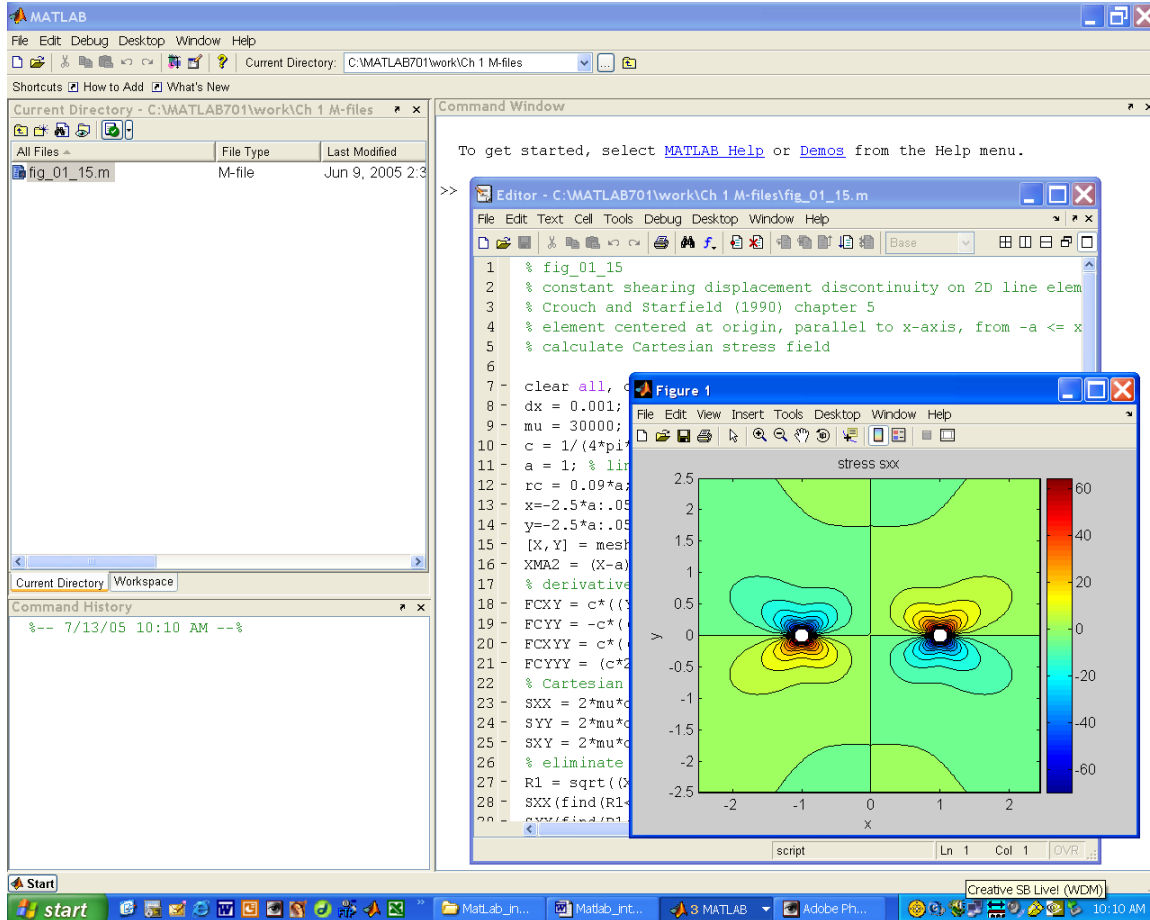 MATLAB
File Edit Debug Desktop Window Help
Current Directory: C:\MATLAB701\work\Ch 1 M-files
Shortcuts How to Add What's New
Current Directory - C:\MATLAB701\work\Ch 1 M-files
All Files File Type Last Modified
fig_01_15.m M-file Jun 9, 2005 2:3
Current Directory Workspace
Command History
%-- 7/13/05 10:10 AM --%
Command Window
To get started, select MATLAB Help or Demos from the Help menu.
>>
Editor - C:\MATLAB701\work\Ch 1 M-files\fig_01_15.m
File Edit Text Cell Tools Debug Desktop Window Help
Base
1 % fig_01_15
2 % constant shearing displacement discontinuity on 2D line elem
3 % Crouch and Starfield (1990) chapter 5
4 % element centered at origin, parallel to x-axis, from -a <= x
5 % calculate Cartesian stress field
6
7 - clear all, c
8 - dx = 0.001;
9 - mu = 30000;
10 - c = 1/(4*pi*
11 - a = 1; % lin
12 - rc = 0.09*a;
13 - x=-2.5*a:.05
14 - y=-2.5*a:.05
15 - [X,Y] = mesh
16 - XMA2 = (X-a)
17 % derivative
18 - FCXY = c*((Y
19 - FCYY = -c*(
20 - FCXYY = c*(
21 - FCYYY = (c*2
22 % Cartesian
23 - SXX = 2*mu*
24 - SYY = 2*mu*
25 - SXY = 2*mu*
26 % eliminate
27 - R1 = sqrt((X
28 - SXX(find(R1<
script Ln 1 Col 1 OVR
Figure 1
File Edit View Insert Tools Desktop Window Help
stress sxx
2.5
2
1.5
1
0.5
0
-0.5
-1
-1.5
-2
-2.5
y
-2 -1 0 1 2
x
60
40
20
0
-20
-40
-60
Start
Creative SB Live! (WDM)
start
MatLab_in...
Matlab_int...
3 MATLAB
Adobe Ph...
10:10 AM